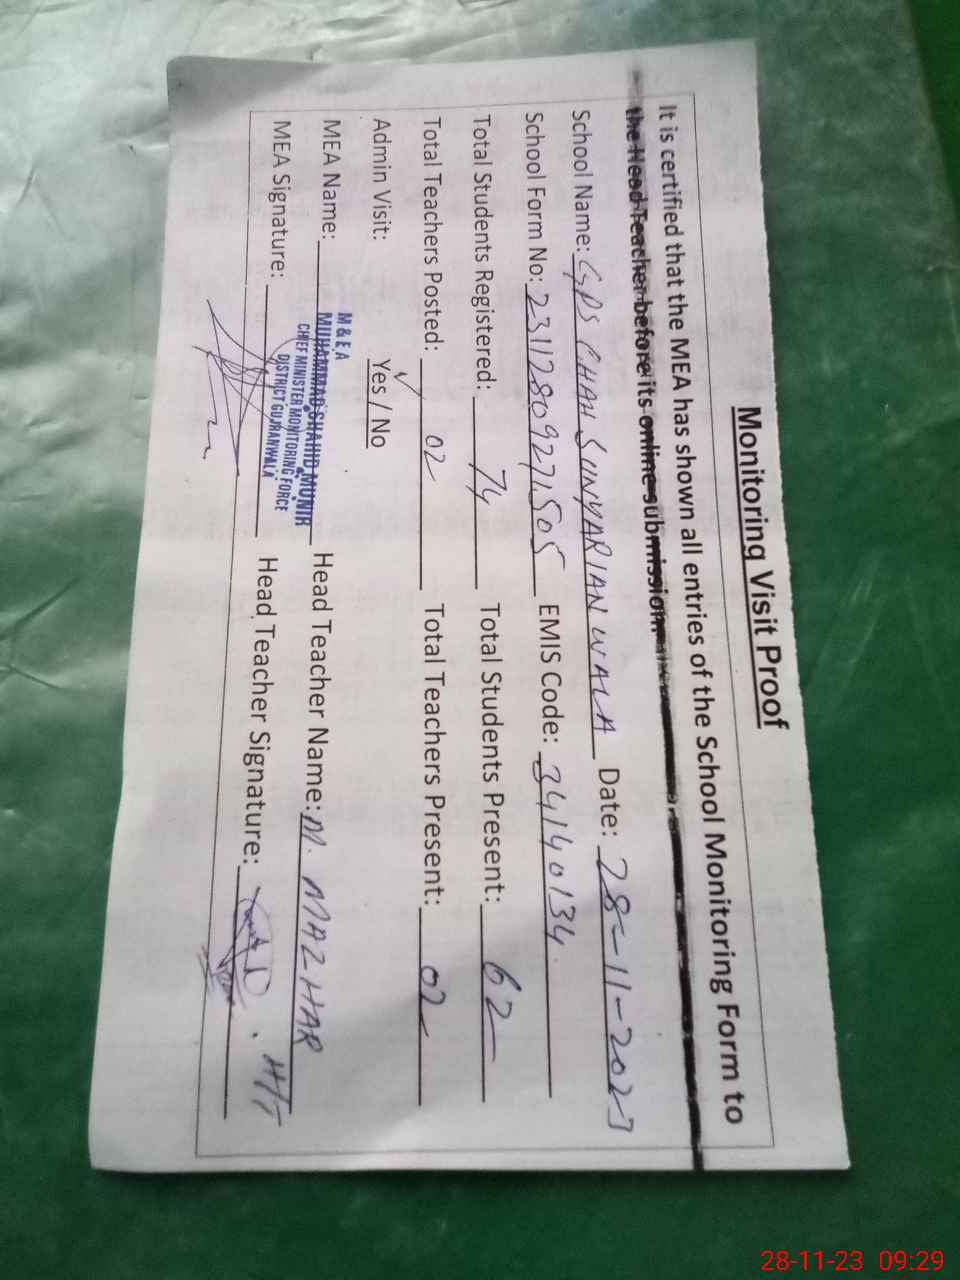 Monitoring Visit Proof
It is certified that the MEA has shown all entries of the School Monitoring Form to
the Head Teacher before its online submission.
School Name: GPS CHAH SUNYARIAN WALA Date: 28-11-2023
School Form No: 23112809271505 EMIS Code: 34140134
Total Students Registered: 74 Total Students Present: 62
Total Teachers Posted: 02 Total Teachers Present: 02
Admin Visit: Yes / No
M & E A
MEA Name: MUHAMMAD SHAHID MUNIR Head Teacher Name: M. MAZHAR
CHIEF MINISTER MONITORING FORCE
DISTRICT GUJRANWALA
MEA Signature: Head Teacher Signature: HT
28-11-23 09:29